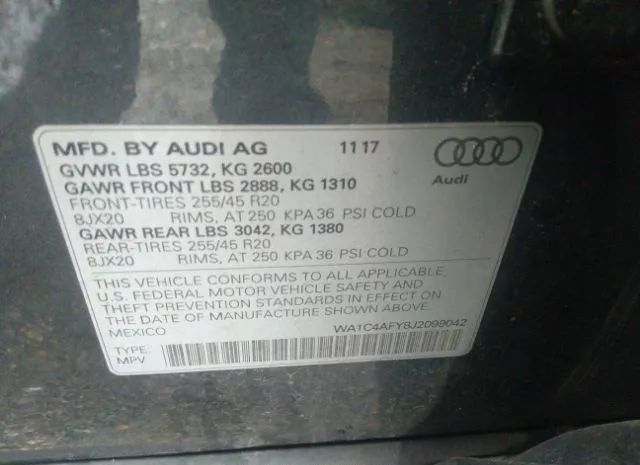 MFD. BY AUDI AG 11 17
GVWR LBS 5732, KG 2600
GAWR FRONT LBS 2888, KG 1310
FRONT-TIRES 255/45 R20
8JX20 RIMS, AT 250 KPA 36 PSI COLD
GAWR REAR LBS 3042, KG 1380
REAR-TIRES 255/45 R20
8JX20 RIMS, AT 250 KPA 36 PSI COLD
Audi
THIS VEHICLE CONFORMS TO ALL APPLICABLE,
U.S. FEDERAL MOTOR VEHICLE SAFETY AND
THEFT PREVENTION STANDARDS IN EFFECT ON
THE DATE OF MANUFACTURE SHOWN ABOVE.
MEXICO
WA1C4AFY8J2099042
TYPE:
MPV